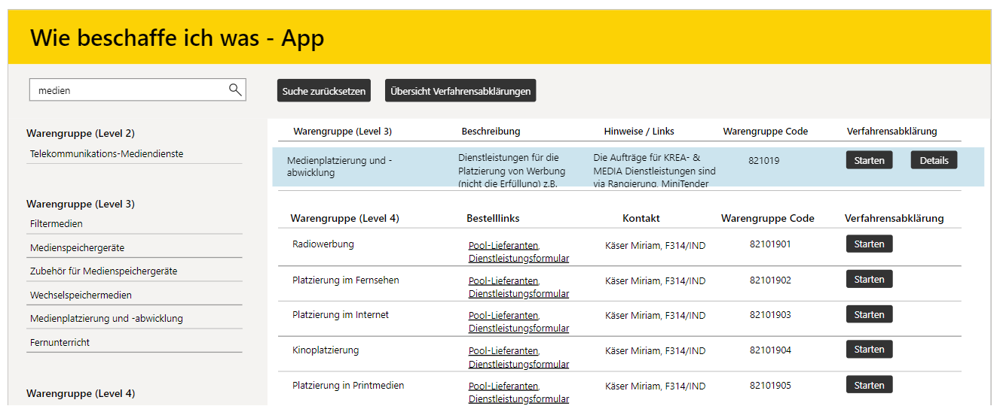 Wie beschaffe ich was - App
medien
Suche zurücksetzen
Übersicht Verfahrensabklärungen
Warengruppe (Level 2)
Telekommunikations-Mediendienste
Warengruppe (Level 3)
Filtermedien
Medienspeichergeräte
Zubehör für Medienspeichergeräte
Wechselspeichermedien
Medienplatzierung und -abwicklung
Fernunterricht
Warengruppe (Level 4)
Warengruppe (Level 3) Beschreibung Hinweise / Links Warengruppe Code Verfahrensabklärung
Medienplatzierung und -
abwicklung
Dienstleistungen für die
Platzierung von Werbung
(nicht die Erfüllung) z.B.
Die Aufträge für KREA- &
MEDIA Dienstleistungen sind
via Rangierung, MiniTender
821019
Starten
Details
Warengruppe (Level 4) Bestelllinks Kontakt Warengruppe Code Verfahrensabklärung
Radiowerbung
Pool-Lieferanten,
Dienstleistungsformular
Käser Miriam, F314/IND
82101901
Starten
Platzierung im Fernsehen
Pool-Lieferanten,
Dienstleistungsformular
Käser Miriam, F314/IND
82101902
Starten
Platzierung im Internet
Pool-Lieferanten,
Dienstleistungsformular
Käser Miriam, F314/IND
82101903
Starten
Kinoplatzierung
Pool-Lieferanten,
Dienstleistungsformular
Käser Miriam, F314/IND
82101904
Starten
Platzierung in Printmedien
Pool-Lieferanten,
Dienstleistungsformular
Käser Miriam, F314/IND
82101905
Starten